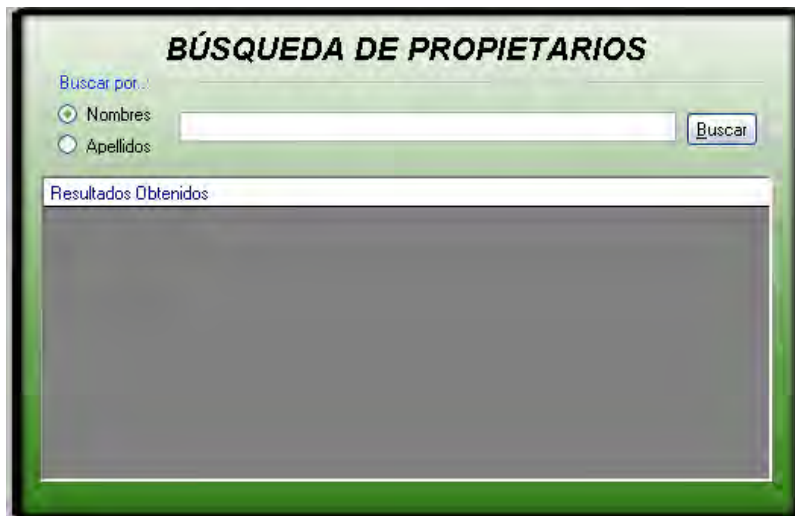 BÚSQUEDA DE PROPIETARIOS
Buscar por..
Nombres
Buscar
Apellidos
Resultados Obtenidos